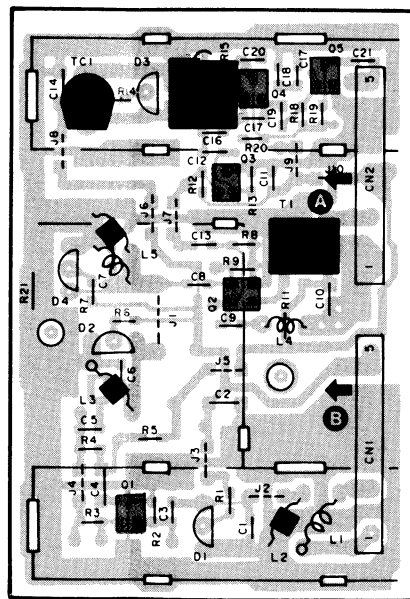 TC1
D3
R15
C20
C17
Q5
C21
C14
R14
Q4
C18
5
C19
R18
R19
J8
C16
C17
R20
C12
Q3
J9
CN2
R12
R13
C11
A
J6
J7
T1
C13
R8
L5
R9
1
R21
D4
C7
R7
C8
Q2
R11
C10
R6
J1
D2
C9
L4
5
J5
C6
L3
C2
B
C5
R5
R4
J3
CN1
J4
C4
Q1
R1
J2
R3
C3
R2
D1
C1
L2
L1
1